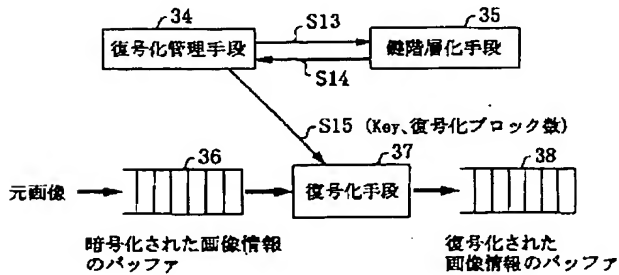 34
復号化管理手段
S13
S14
35
鍵階層化手段
S15 (Key、復号化ブロック数)
元画像
36
暗号化された画像情報
のバッファ
37
復号化手段
38
復号化された
画像情報のバッファ